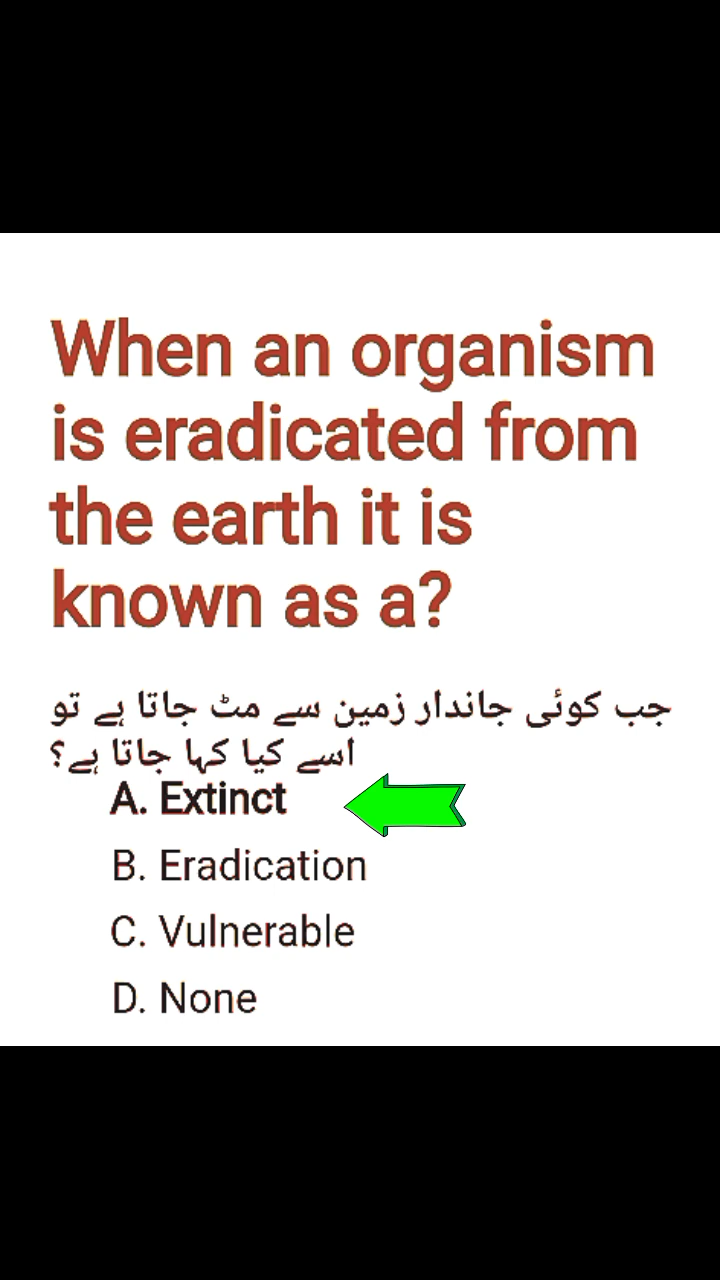 When an organism
is eradicated from
the earth it is
known as a?
جب کوئی جاندار زمین سے مٹ جاتا ہے تو
اسے کیا کہا جاتا ہے؟
A. Extinct
B. Eradication
C. Vulnerable
D. None